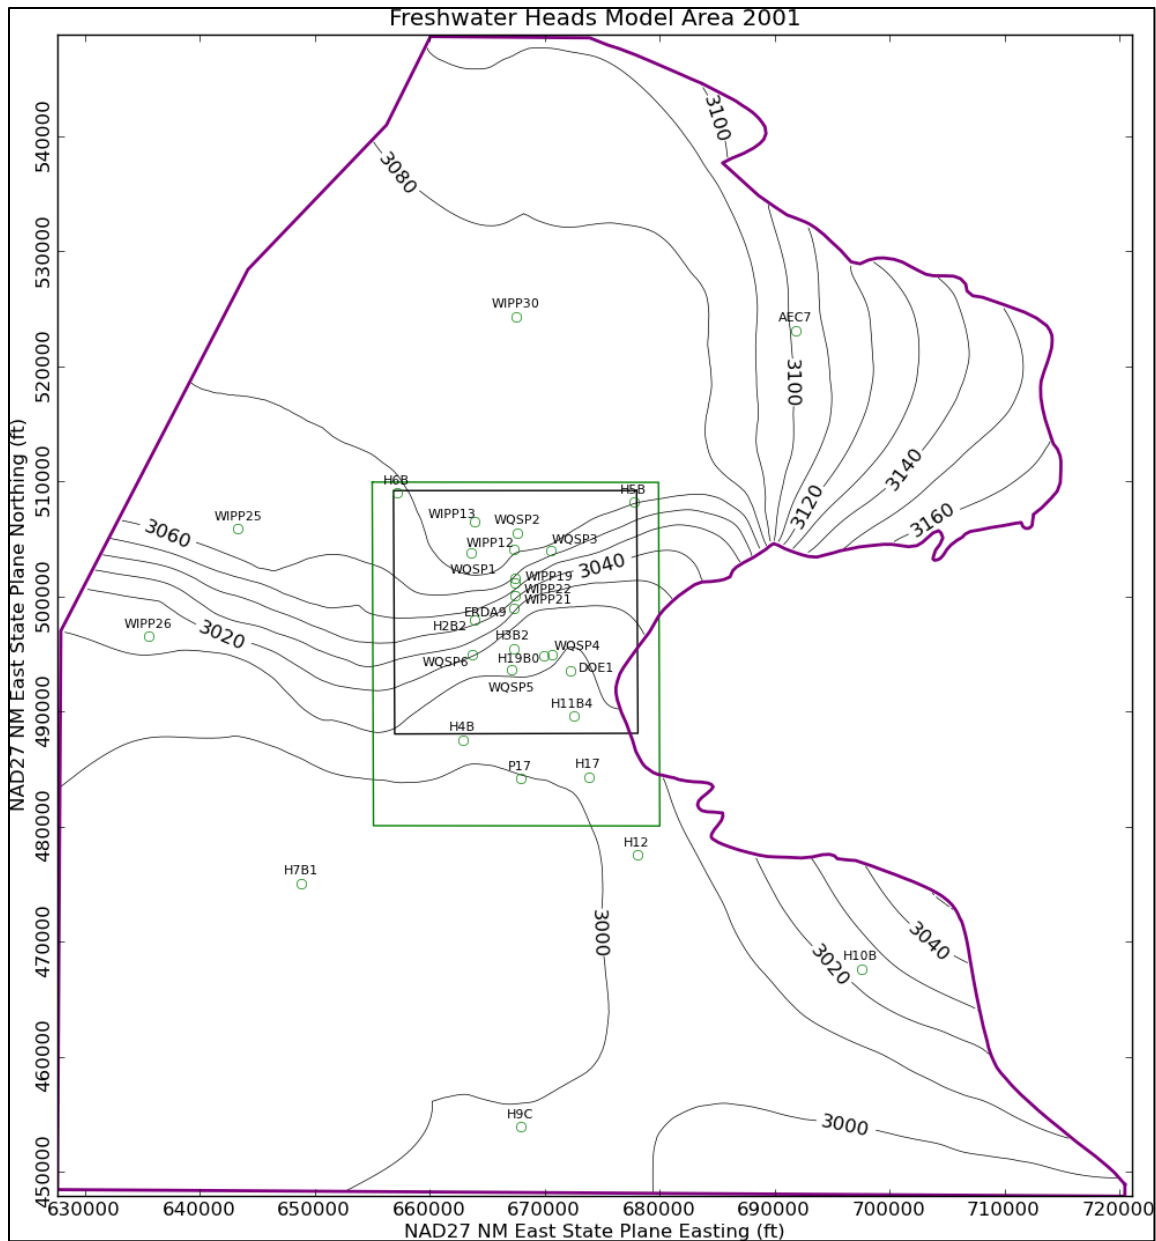 Freshwater Heads Model Area 2001
3100
3080
WIPP30
AEC7
3100
H6B
H5B
3140
3120
3160
WIPP25
3060
WIPP13
WQSP2
WIPP12
WQSP3
WQSP1
3040
WIPP19
WIPP22
WIPP21
ERDA9
H2B2
WIPP26
3020
H3B2
WQSP4
WQSP6
H19B0
DOE1
WQSP5
H11B4
H4B
P17
H17
H12
H7B1
3000
3040
3020
H10B
H9C
3000
NAD27 NM East State Plane Northing (ft)
540000
530000
520000
510000
500000
490000
480000
470000
460000
450000
630000 640000 650000 660000 670000 680000 690000 700000 710000 720000
NAD27 NM East State Plane Easting (ft)